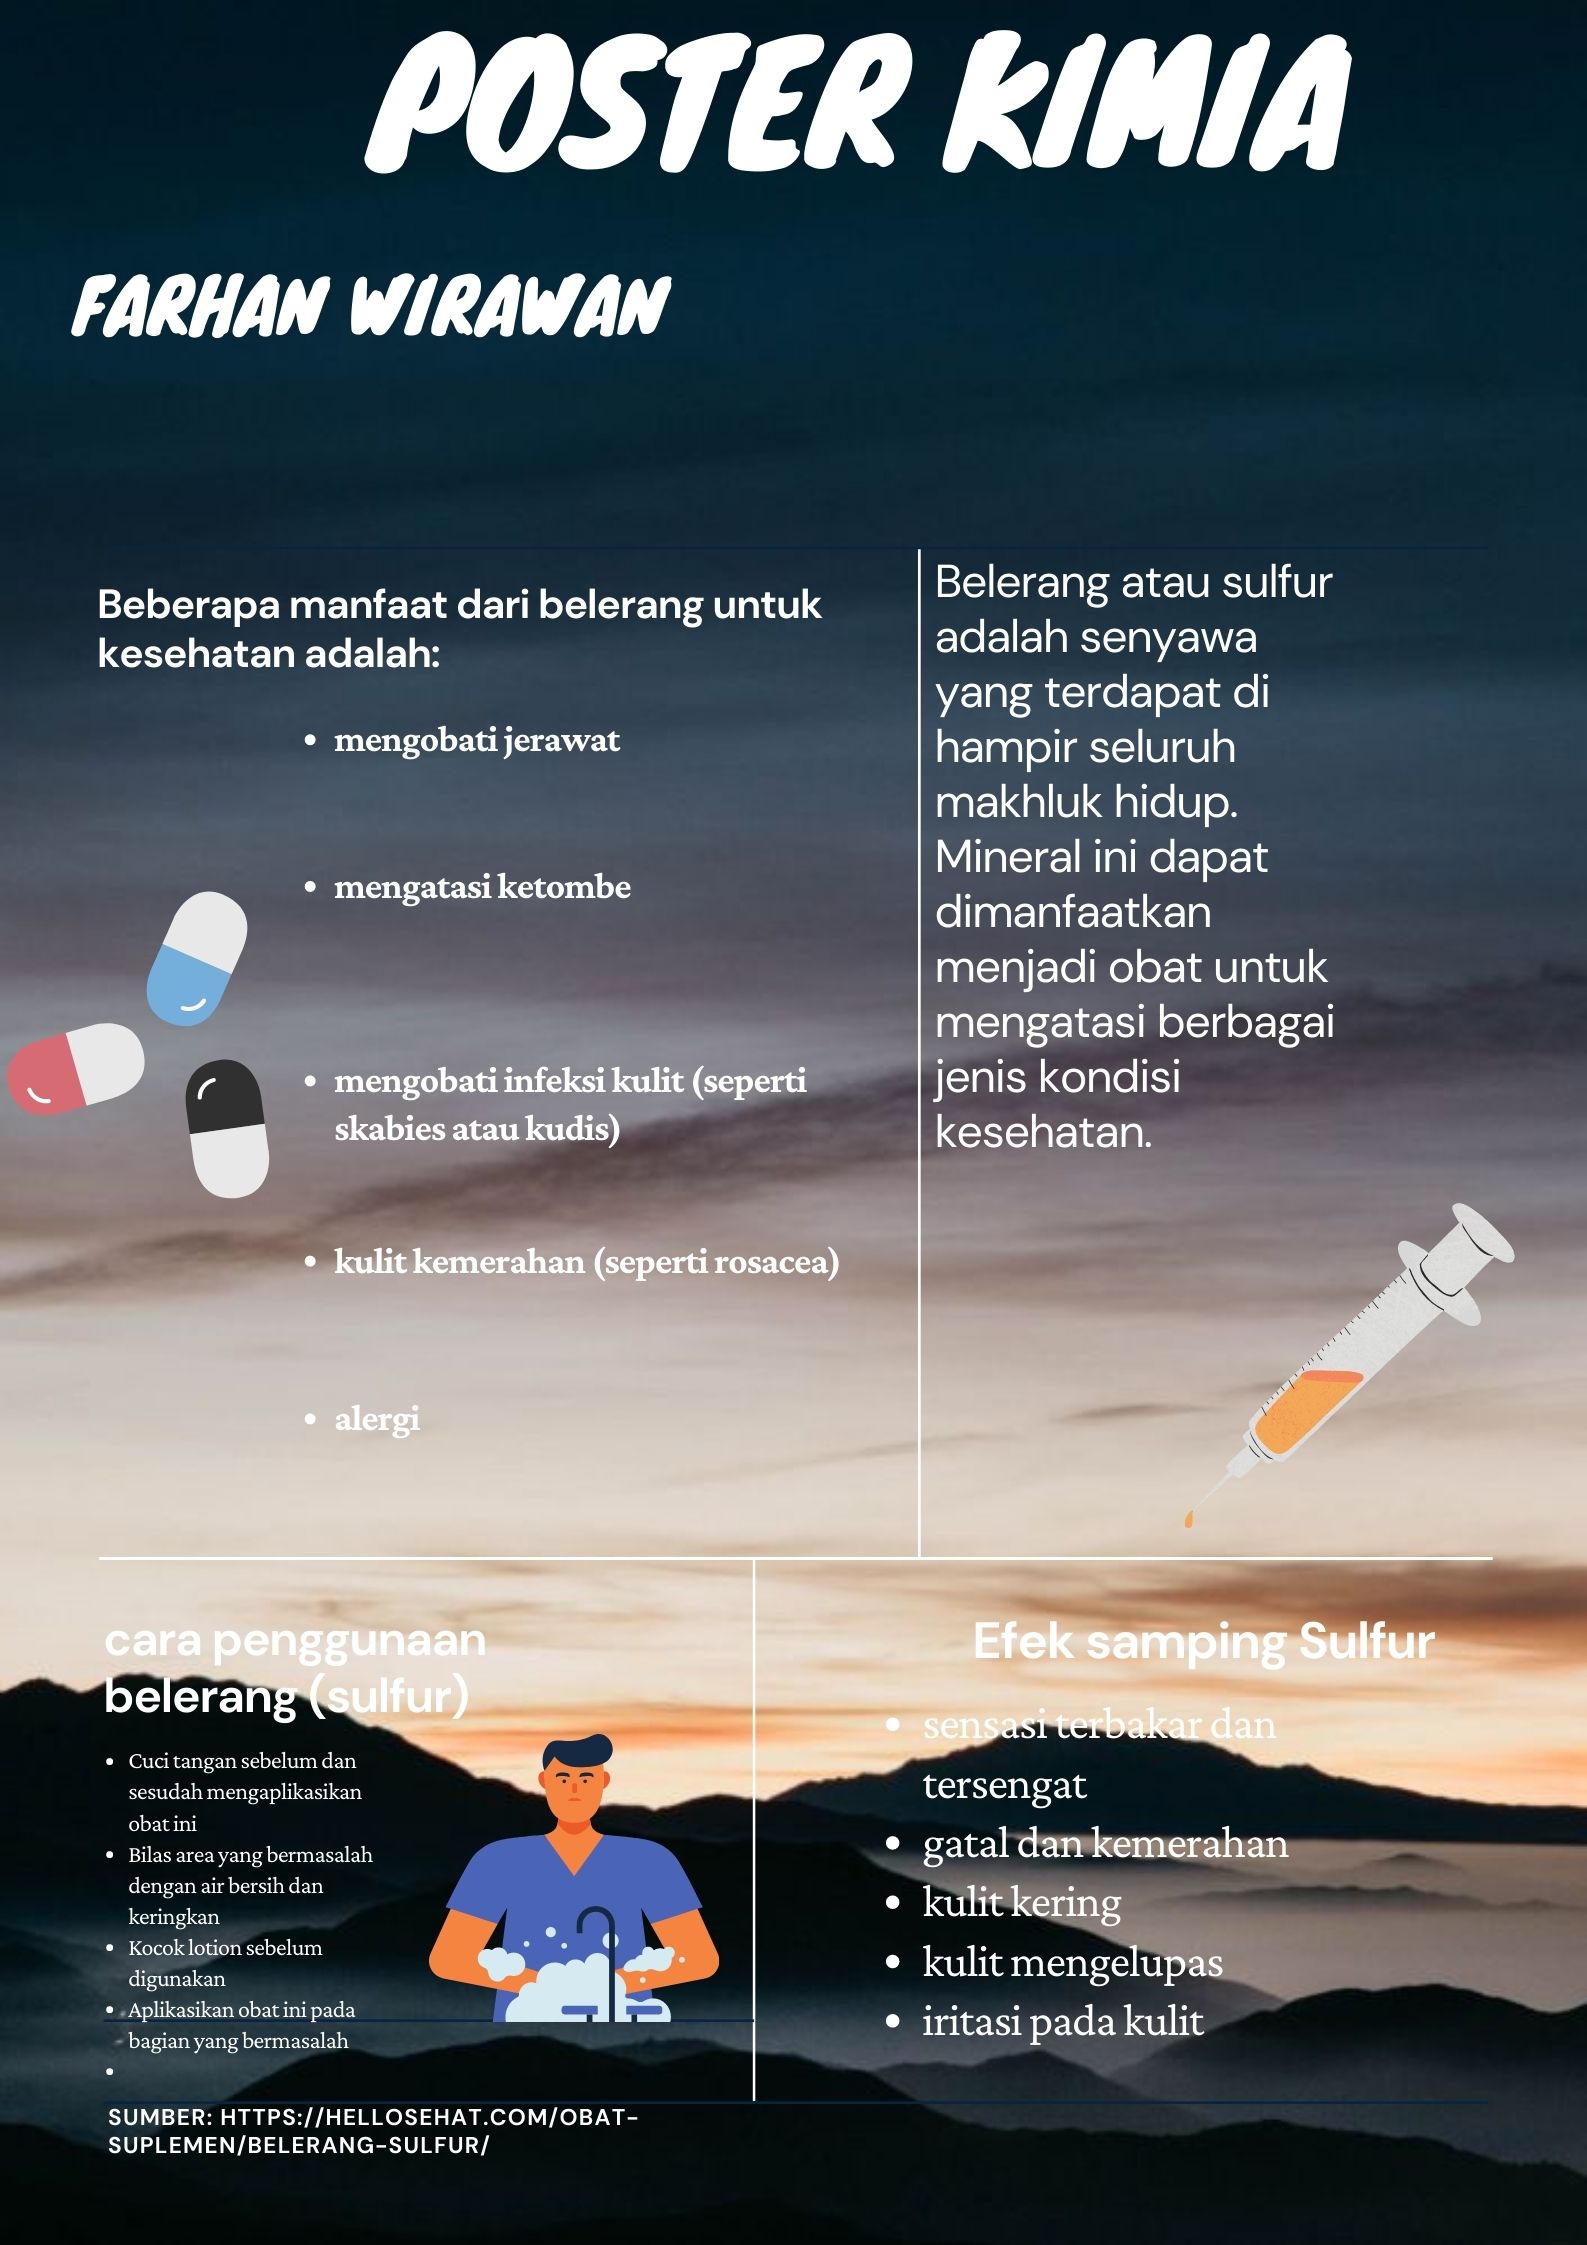 POSTER KIMIA
FARHAN WIRAWAN
Beberapa manfaat dari belerang untuk
kesehatan adalah:
• mengobati jerawat
• mengatasi ketombe
• mengobati infeksi kulit (seperti
skabies atau kudis)
• kulit kemerahan (seperti rosacea)
• alergi
Belerang atau sulfur
adalah senyawa
yang terdapat di
hampir seluruh
makhluk hidup.
Mineral ini dapat
dimanfaatkan
menjadi obat untuk
mengatasi berbagai
jenis kondisi
kesehatan.
cara penggunaan
belerang (sulfur)
• Cuci tangan sebelum dan
sesudah mengaplikasikan
obat ini
• Bilas area yang bermasalah
dengan air bersih dan
keringkan
• Kocok lotion sebelum
digunakan
• Aplikasikan obat ini pada
bagian yang bermasalah
•
Efek samping Sulfur
• sensasi terbakar dan
tersengat
• gatal dan kemerahan
• kulit kering
• kulit mengelupas
• iritasi pada kulit
SUMBER: HTTPS://HELLOSEHAT.COM/OBAT-
SUPLEMEN/BELERANG-SULFUR/